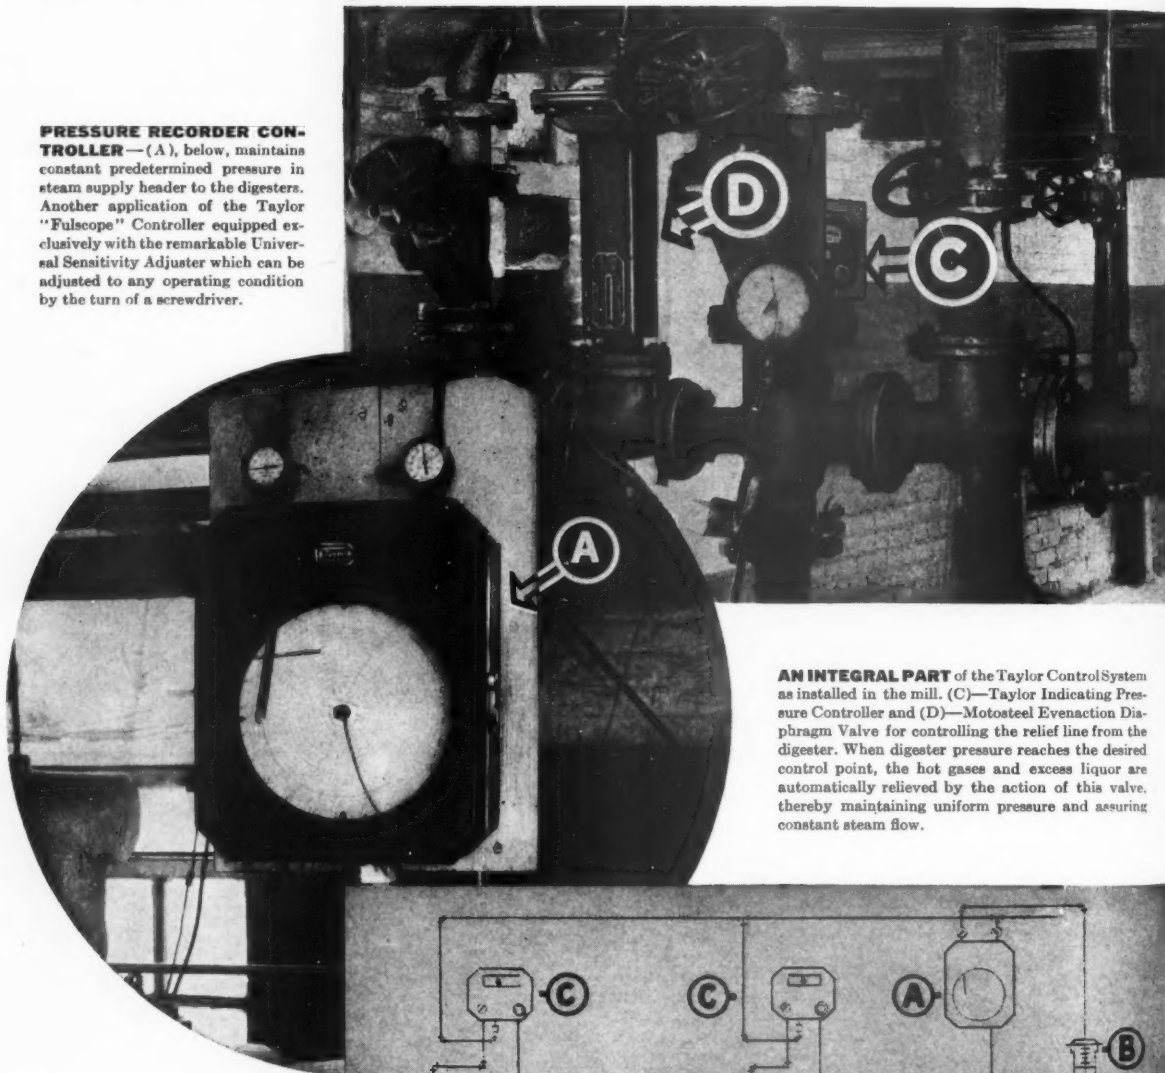 PRESSURE RECORDER CON-
TROLLER—(A), below, maintains
constant predetermined pressure in
steam supply header to the digesters.
Another application of the Taylor
"Fulscope" Controller equipped ex-
clusively with the remarkable Univer-
sal Sensitivity Adjuster which can be
adjusted to any operating condition
by the turn of a screwdriver.
D
C
A
AN INTEGRAL PART of the Taylor Control System
as installed in the mill. (C)—Taylor Indicating Pres-
sure Controller and (D)—Motosteel Evenaction Dia-
phragm Valve for controlling the relief line from the
digester. When digester pressure reaches the desired
control point, the hot gases and excess liquor are
automatically relieved by the action of this valve,
thereby maintaining uniform pressure and assuring
constant steam flow.
C
C
A
B